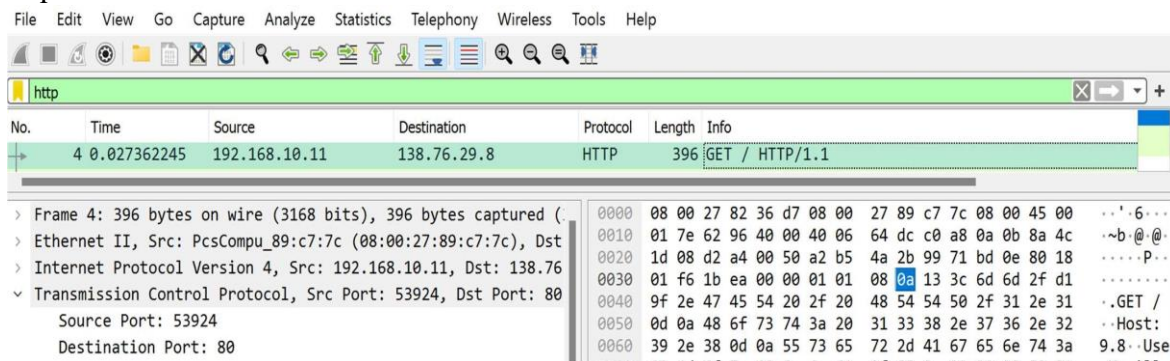 File Edit View Go Capture Analyze Statistics Telephony Wireless Tools Help
http
No. Time Source Destination Protocol Length Info
4 0.027362245 192.168.10.11 138.76.29.8 HTTP 396 GET / HTTP/1.1
Frame 4: 396 bytes on wire (3168 bits), 396 bytes captured (
Ethernet II, Src: PcsCompu_89:c7:7c (08:00:27:89:c7:7c), Dst
Internet Protocol Version 4, Src: 192.168.10.11, Dst: 138.76
Transmission Control Protocol, Src Port: 53924, Dst Port: 80
Source Port: 53924
Destination Port: 80
0000 08 00 27 82 36 d7 08 00 27 89 c7 7c 08 00 45 00 ··'·6···
0010 01 7e 62 96 40 00 40 06 64 dc c0 a8 0a 0b 8a 4c ·~b·@·@·
0020 1d 08 d2 a4 00 50 a2 b5 4a 2b 99 71 bd 0e 80 18 ·····P··
0030 01 f6 1b ea 00 00 01 01 08 0a 13 3c 6d 6d 2f d1 ········
0040 9f 2e 47 45 54 20 2f 20 48 54 54 50 2f 31 2e 31 ·.GET /
0050 0d 0a 48 6f 73 74 3a 20 31 33 38 2e 37 36 2e 32 ··Host:
0060 39 2e 38 0d 0a 55 73 65 72 2d 41 67 65 6e 74 3a 9.8··Use